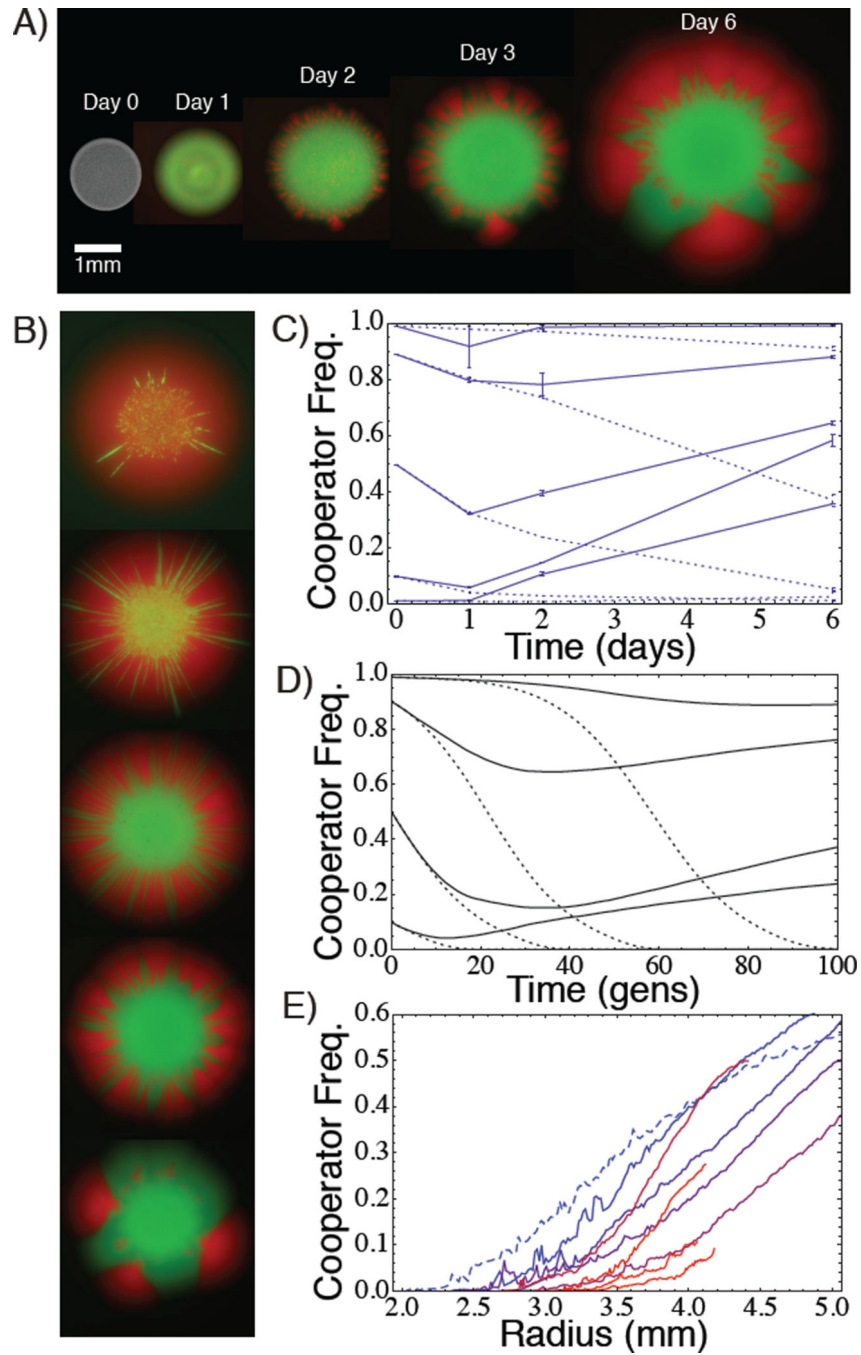 A)
Day 0
Day 1
Day 2
Day 3
Day 6
1mm
B)
C)
Cooperator Freq.
1.0
0.8
0.6
0.4
0.2
0.0
0 1 2 3 4 5 6
Time (days)
D)
Cooperator Freq.
1.0
0.8
0.6
0.4
0.2
0.0
0 20 40 60 80 100
Time (gens)
E)
Cooperator Freq.
0.6
0.5
0.4
0.3
0.2
0.1
0.0
2.0 2.5 3.0 3.5 4.0 4.5 5.0
Radius (mm)